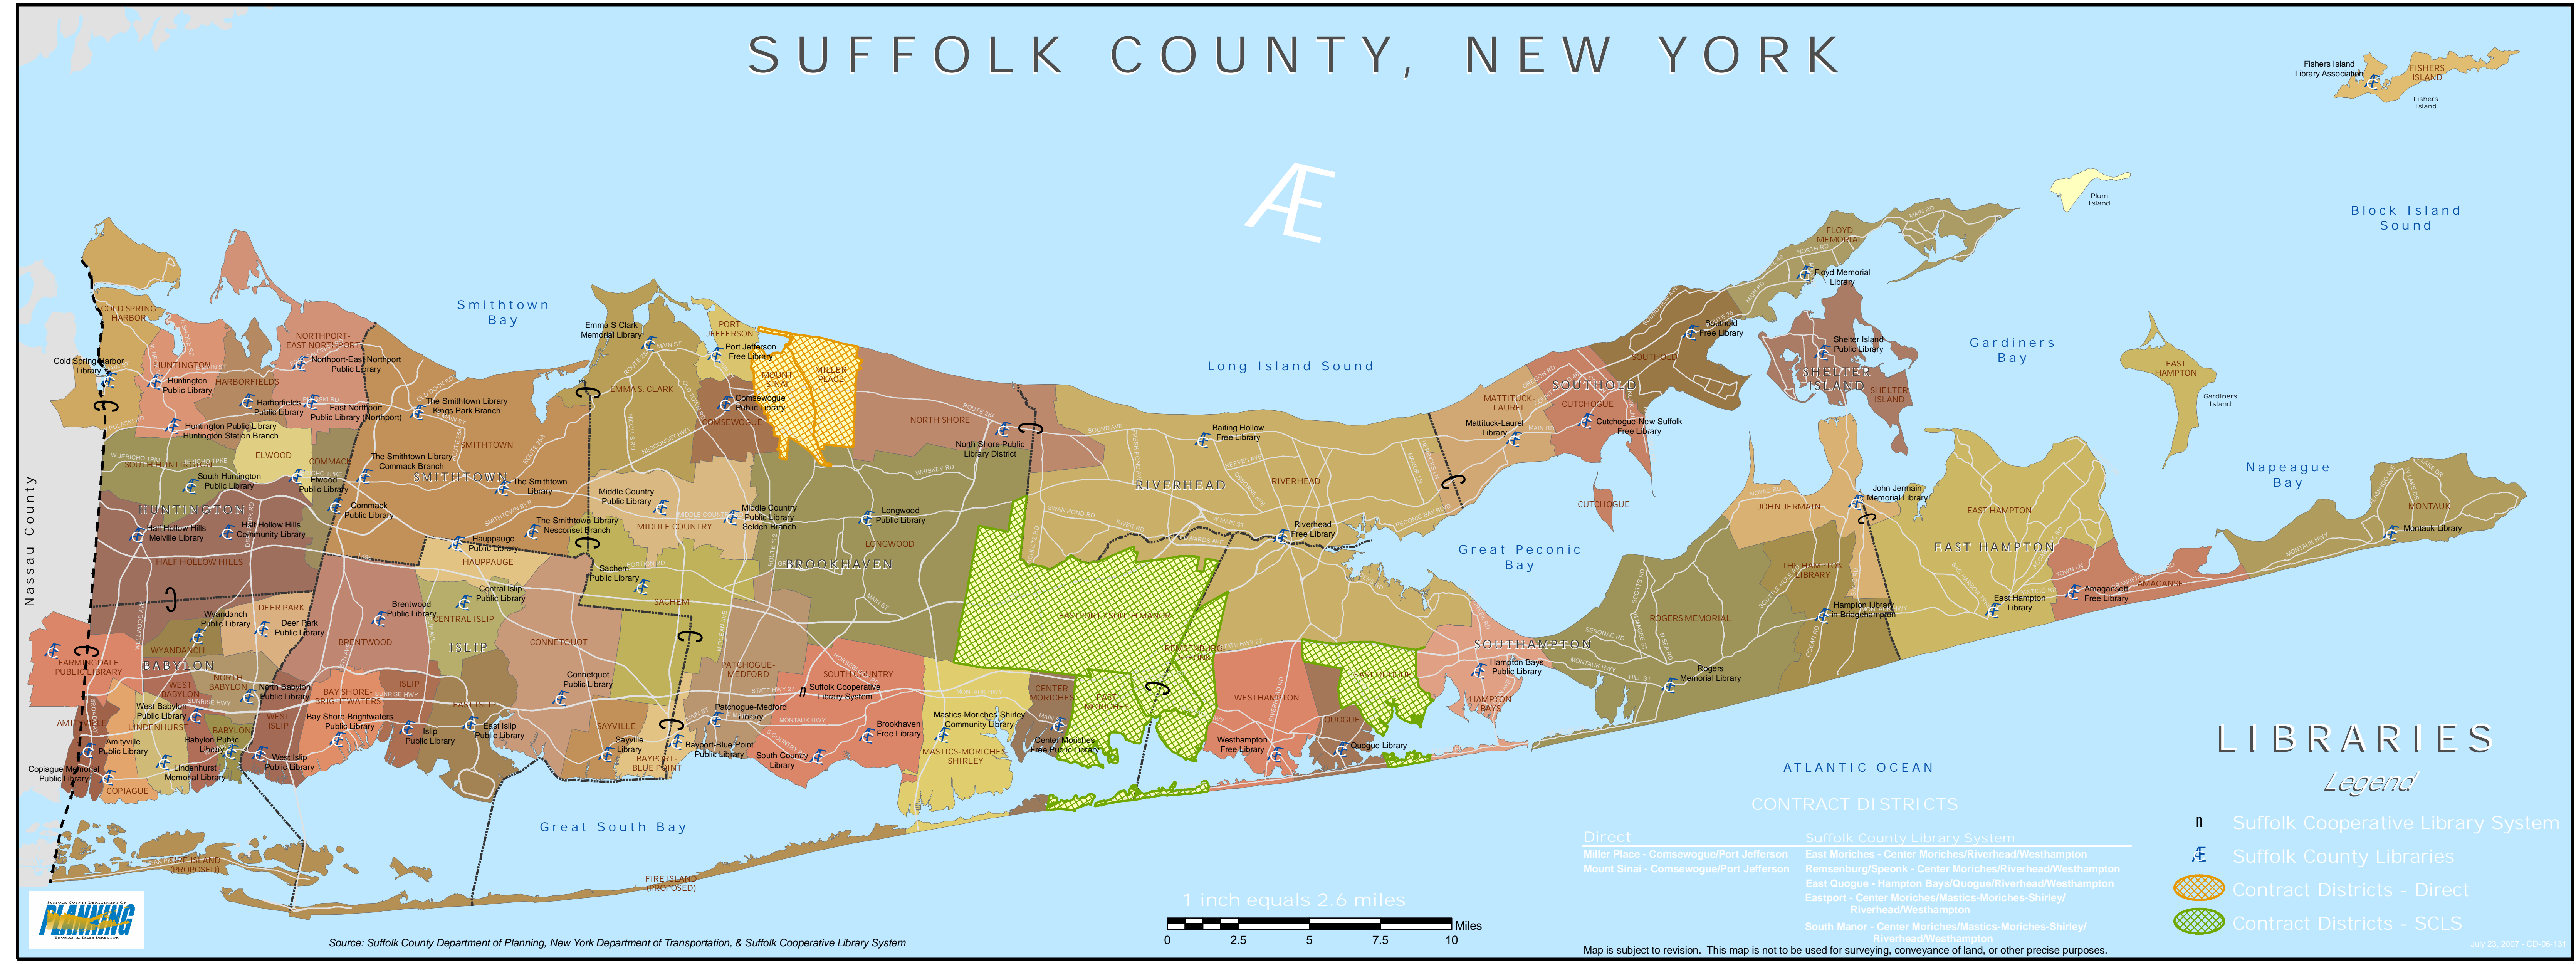 SUFFOLK COUNTY, NEW YORK
Fishers Island
Library Association
FISHERS
ISLAND
Fishers
Island
Æ
Plum
Island
Block Island
Sound
Smithtown
Bay
Long Island Sound
Gardiners
Bay
Napeague
Bay
Great Peconic
Bay
Great South Bay
ATLANTIC OCEAN
Nassau County
COLD SPRING
HARBOR
Cold Spring Harbor
Library
HUNTINGTON
Huntington
Public Library
HARBORFIELDS
Harborfields
Public Library
NORTHPORT-
EAST NORTHPORT
Northport-East Northport
Public Library
East Northport
Public Library (Northport)
Huntington Public Library
Huntington Station Branch
SOUTH HUNTINGTON
South Huntington
Public Library
ELWOOD
Elwood
Public Library
COMMACK
Commack
Public Library
HUNTINGTON
Half Hollow Hills
Melville Library
Half Hollow Hills
Community Library
HALF HOLLOW HILLS
The Smithtown Library
Kings Park Branch
SMITHTOWN
The Smithtown Library
Commack Branch
SMITHTOWN
The Smithtown
Library
The Smithtown Library
Nesconset Branch
Hauppauge
Public Library
HAUPPAUGE
Emma S Clark
Memorial Library
EMMA S. CLARK
PORT
JEFFERSON
Port Jefferson
Free Library
MOUNT
SINAI
MILLER
PLACE
Comsewogue
Public Library
COMSEWOGUE
NORTH SHORE
North Shore Public
Library District
Middle Country
Public Library
MIDDLE COUNTRY
Middle Country
Public Library
Selden Branch
Longwood
Public Library
LONGWOOD
BROOKHAVEN
Sachem
Public Library
SACHEM
FARMINGDALE
PUBLIC LIBRARY
BABYLON
Wyandanch
Public Library
WYANDANCH
DEER PARK
Deer Park
Public Library
Brentwood
Public Library
BRENTWOOD
Central Islip
Public Library
CENTRAL ISLIP
ISLIP
CONNETQUOT
Connetquot
Public Library
WEST
BABYLON
West Babylon
Public Library
NORTH
BABYLON
North Babylon
Public Library
AMITYVILLE
Amityville
Public Library
LINDENHURST
Lindenhurst
Memorial Library
Copiague Memorial
Public Library
COPIAGUE
BABYLON
Babylon Public
Library
WEST
ISLIP
West Islip
Public Library
BAY SHORE-
BRIGHTWATERS
Bay Shore-Brightwaters
Public Library
ISLIP
Islip
Public Library
EAST ISLIP
East Islip
Public Library
SAYVILLE
Sayville
Library
BAYPORT-
BLUE POINT
Bayport-Blue Point
Public Library
PATCHOGUE-
MEDFORD
Patchogue-Medford
Library
SOUTH COUNTRY
Suffolk Cooperative
Library System
South Country
Library
Brookhaven
Free Library
Mastics-Moriches-Shirley
Community Library
MASTICS-MORICHES-
SHIRLEY
CENTER
MORICHES
Center Moriches
Free Public Library
EAST
MORICHES
EASTPORT - SOUTH MANOR
REMSENBURG
SPEONK
RIVERHEAD
RIVERHEAD
Baiting Hollow
Free Library
Riverhead
Free Library
WESTHAMPTON
Westhampton
Free Library
EAST QUOGUE
QUOGUE
Quogue Library
SOUTHAMPTON
Hampton Bays
Public Library
HAMPTON
BAYS
MATTITUCK-
LAUREL
Mattituck-Laurel
Library
SOUTHOLD
CUTCHOGUE
Cutchogue-New Suffolk
Free Library
CUTCHOGUE
SOUTHOLD
Southold
Free Library
FLOYD
MEMORIAL
Floyd Memorial
Library
Shelter Island
Public Library
SHELTER
ISLAND
SHELTER
ISLAND
ROGERS MEMORIAL
Rogers
Memorial Library
JOHN JERMAIN
John Jermain
Memorial Library
THE HAMPTON
LIBRARY
Hampton Library
in Bridgehampton
EAST HAMPTON
EAST HAMPTON
East Hampton
Library
EAST
HAMPTON
Gardiners
Island
AMAGANSETT
Amagansett
Free Library
MONTAUK
Montauk Library
FIRE ISLAND
(PROPOSED)
FIRE ISLAND
(PROPOSED)
SUFFOLK COUNTY DEPARTMENT OF
PLANNING
Source: Suffolk County Department of Planning, New York Department of Transportation, & Suffolk Cooperative Library System
1 inch equals 2.6 miles
Miles
0 2.5 5 7.5 10
CONTRACT DISTRICTS
Direct
Miller Place - Comsewogue/Port Jefferson
Mount Sinai - Comsewogue/Port Jefferson
Suffolk County Library System
East Moriches - Center Moriches/Riverhead/Westhampton
Remsenburg/Speonk - Center Moriches/Riverhead/Westhampton
East Quogue - Hampton Bays/Quogue/Riverhead/Westhampton
Eastport - Center Moriches/Mastics-Moriches-Shirley/
Riverhead/Westhampton
South Manor - Center Moriches/Mastics-Moriches-Shirley/
Riverhead/Westhampton
Map is subject to revision. This map is not to be used for surveying, conveyance of land, or other precise purposes.
LIBRARIES
Legend
n Suffolk Cooperative Library System
Æ Suffolk County Libraries
Contract Districts - Direct
Contract Districts - SCLS
July 23, 2007 - CD-06-131